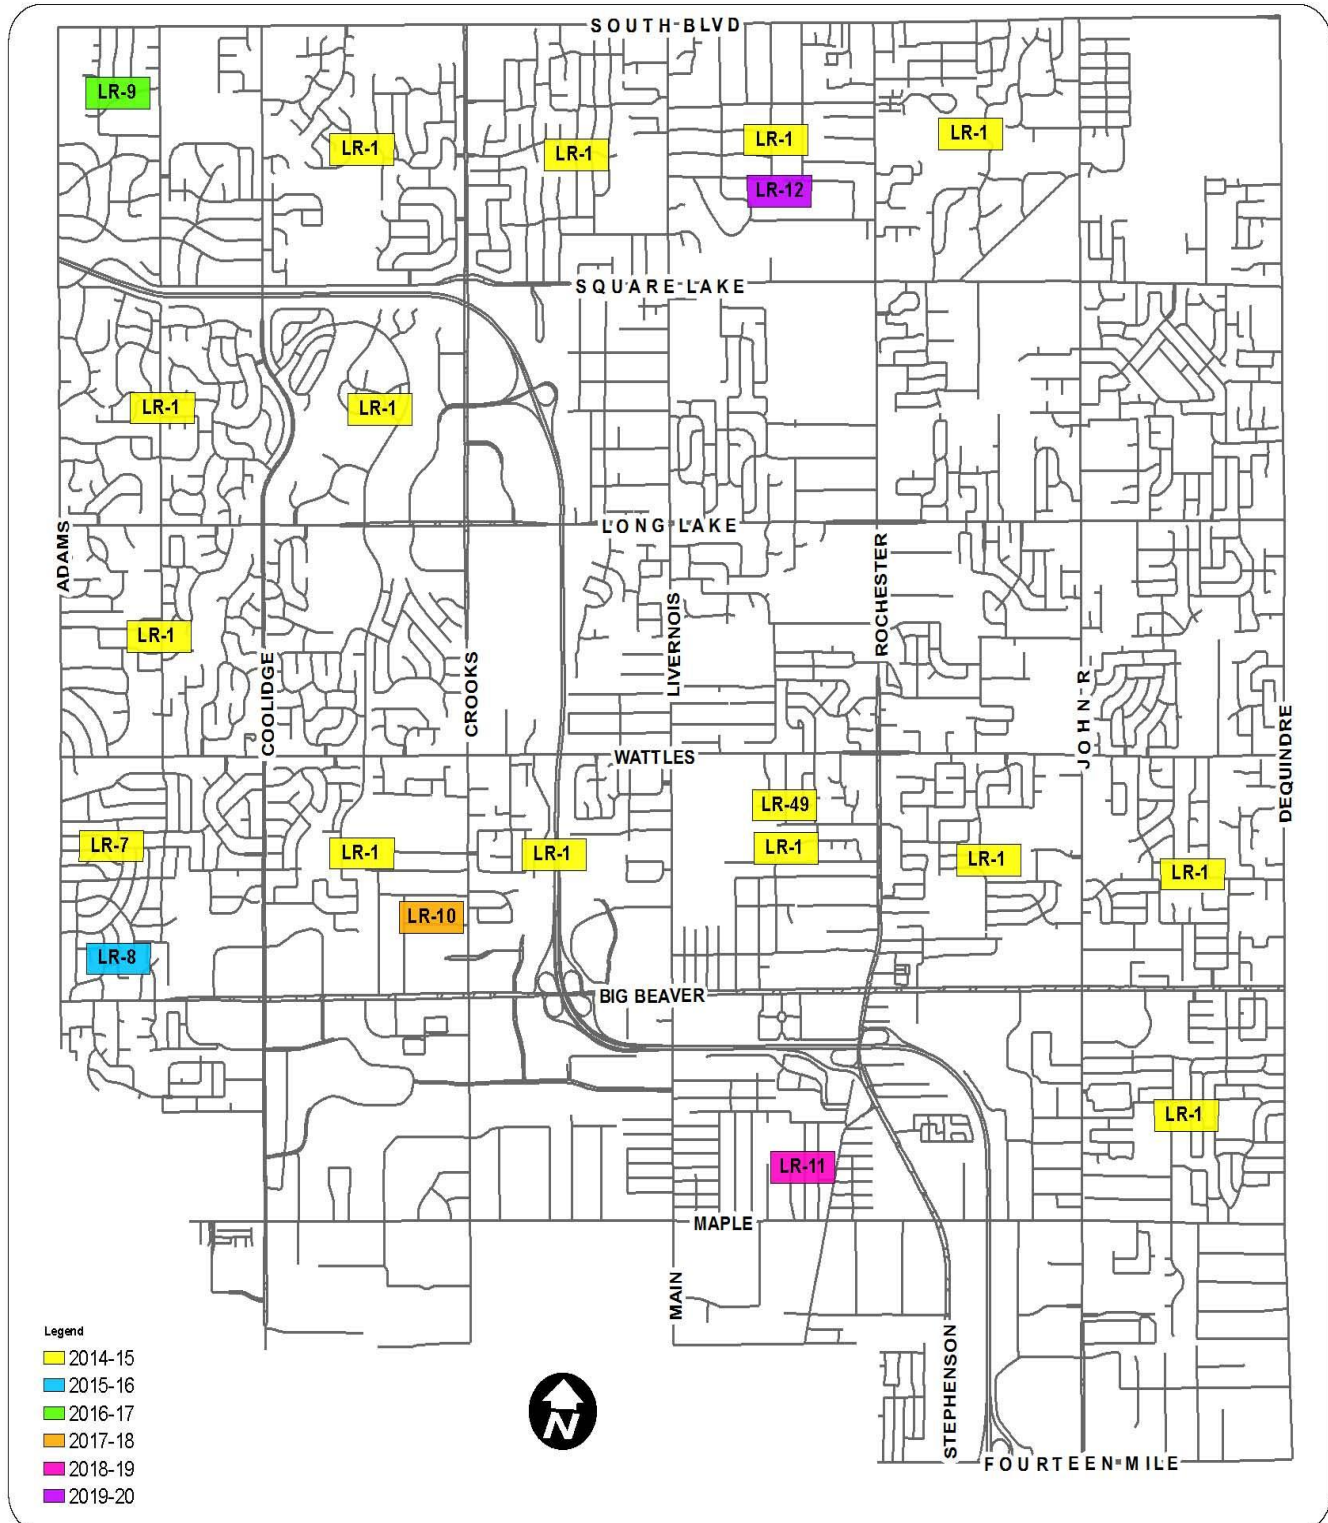 SOUTH BLVD
LR-9
LR-1
LR-1
LR-1
LR-1
LR-12
SQUARE LAKE
LR-1
LR-1
LONG LAKE
ADAMS
ROCHESTER
LIVERNOIS
LR-1
COOLIDGE
CROOKS
JOHN R
DEQUINDRE
WATTLES
LR-49
LR-7
LR-1
LR-1
LR-1
LR-1
LR-1
LR-10
LR-8
BIG BEAVER
LR-1
LR-11
MAPLE
MAIN
STEPHENSON
FOURTEEN MILE
N
Legend
2014-15
2015-16
2016-17
2017-18
2018-19
2019-20